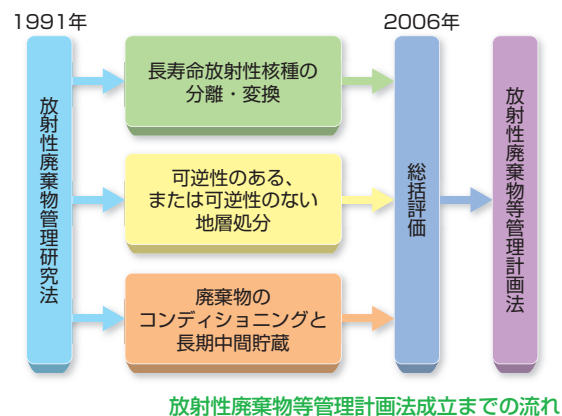 1991年
2006年
放射性廃棄物管理研究法
長寿命放射性核種の
分離・変換
可逆性のある、
または可逆性のない
地層処分
廃棄物の
コンディショニングと
長期中間貯蔵
総括評価
放射性廃棄物等管理計画法
放射性廃棄物等管理計画法成立までの流れ